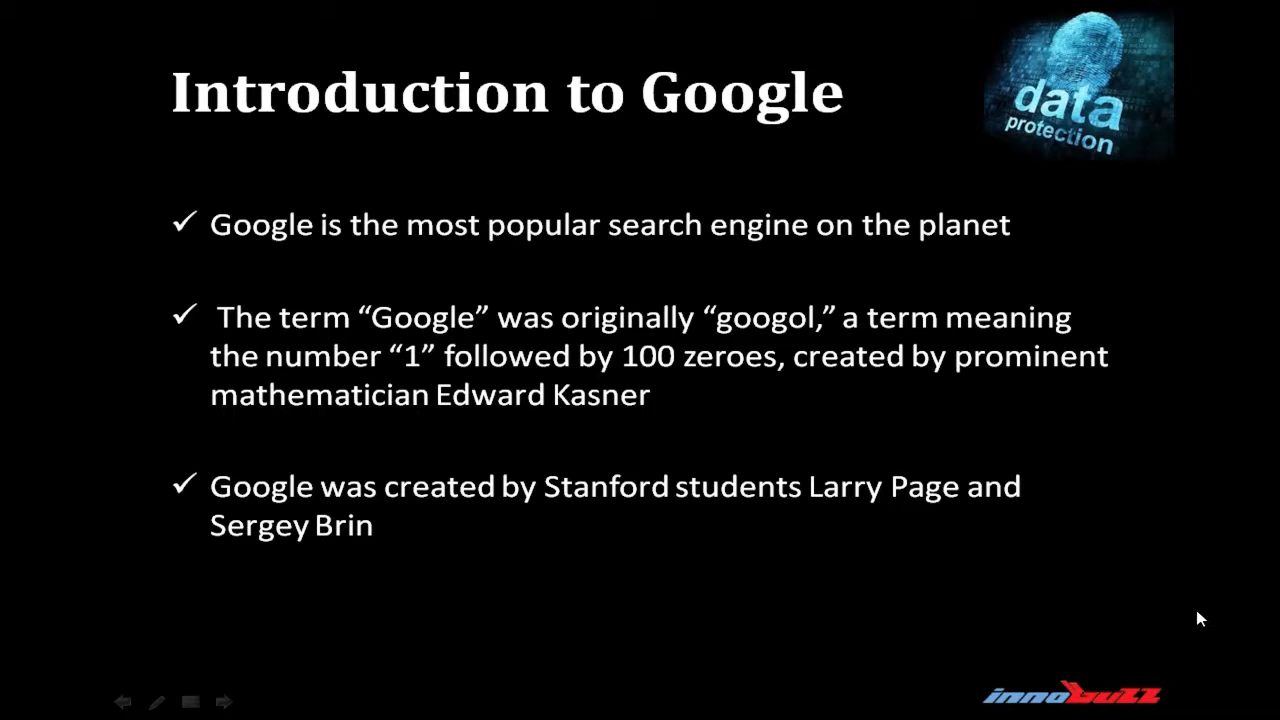 Introduction to Google
data
protection
✓ Google is the most popular search engine on the planet
✓ The term “Google” was originally “googol,” a term meaning
the number “1” followed by 100 zeroes, created by prominent
mathematician Edward Kasner
✓ Google was created by Stanford students Larry Page and
Sergey Brin
innobuzz